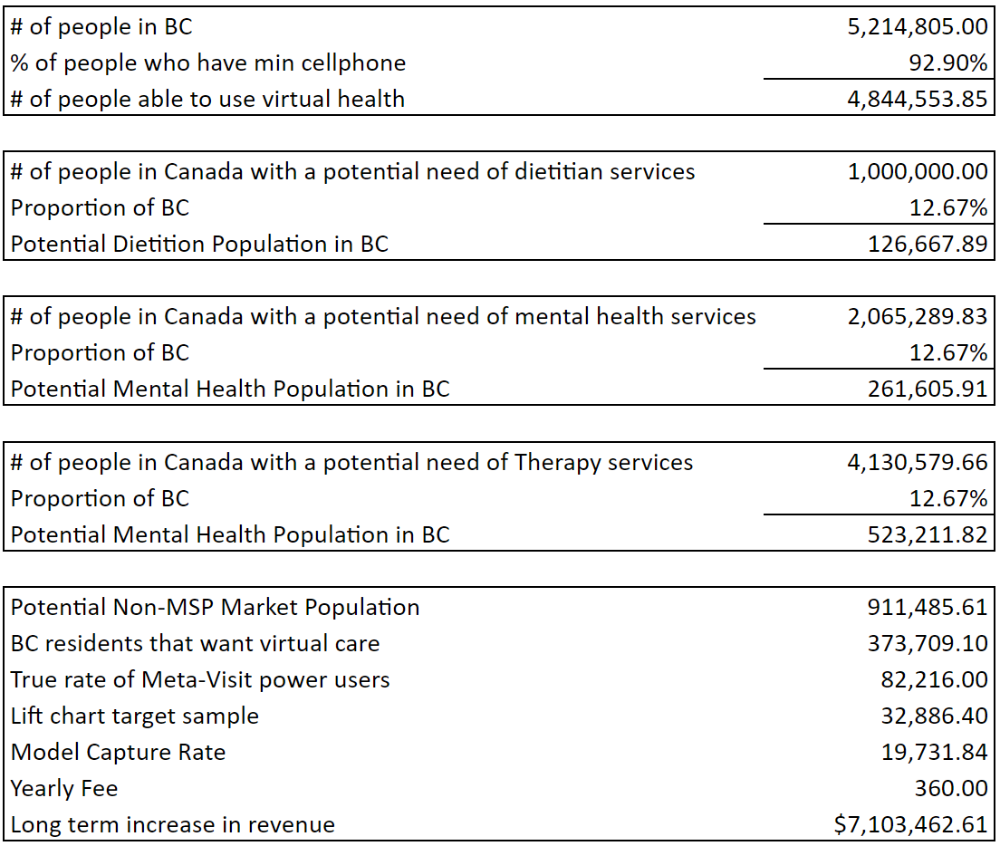 # of people in BC 5,214,805.00
% of people who have min cellphone 92.90%
# of people able to use virtual health 4,844,553.85
# of people in Canada with a potential need of dietitian services 1,000,000.00
Proportion of BC 12.67%
Potential Dietition Population in BC 126,667.89
# of people in Canada with a potential need of mental health services 2,065,289.83
Proportion of BC 12.67%
Potential Mental Health Population in BC 261,605.91
# of people in Canada with a potential need of Therapy services 4,130,579.66
Proportion of BC 12.67%
Potential Mental Health Population in BC 523,211.82
Potential Non-MSP Market Population 911,485.61
BC residents that want virtual care 373,709.10
True rate of Meta-Visit power users 82,216.00
Lift chart target sample 32,886.40
Model Capture Rate 19,731.84
Yearly Fee 360.00
Long term increase in revenue $7,103,462.61